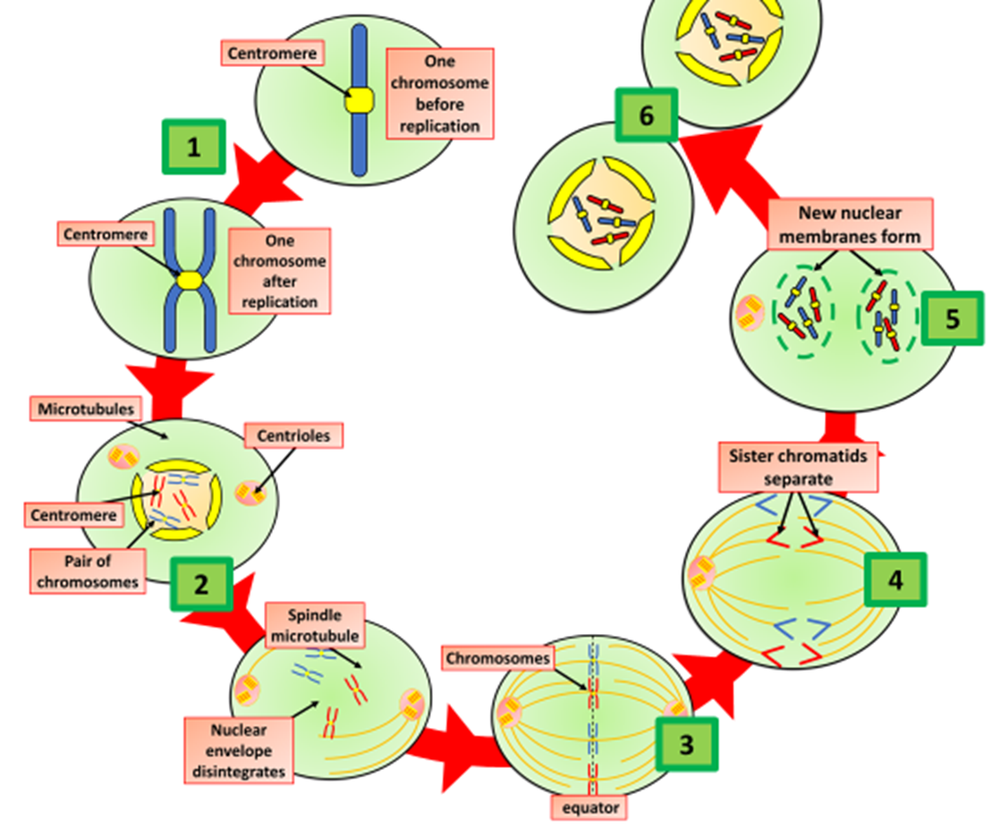 Centromere
One
chromosome
before
replication
1
Centromere
One
chromosome
after
replication
Microtubules
Centrioles
Centromere
Pair of
chromosomes
2
Spindle
microtubule
Nuclear
envelope
disintegrates
Chromosomes
3
equator
Sister chromatids
separate
4
New nuclear
membranes form
5
6